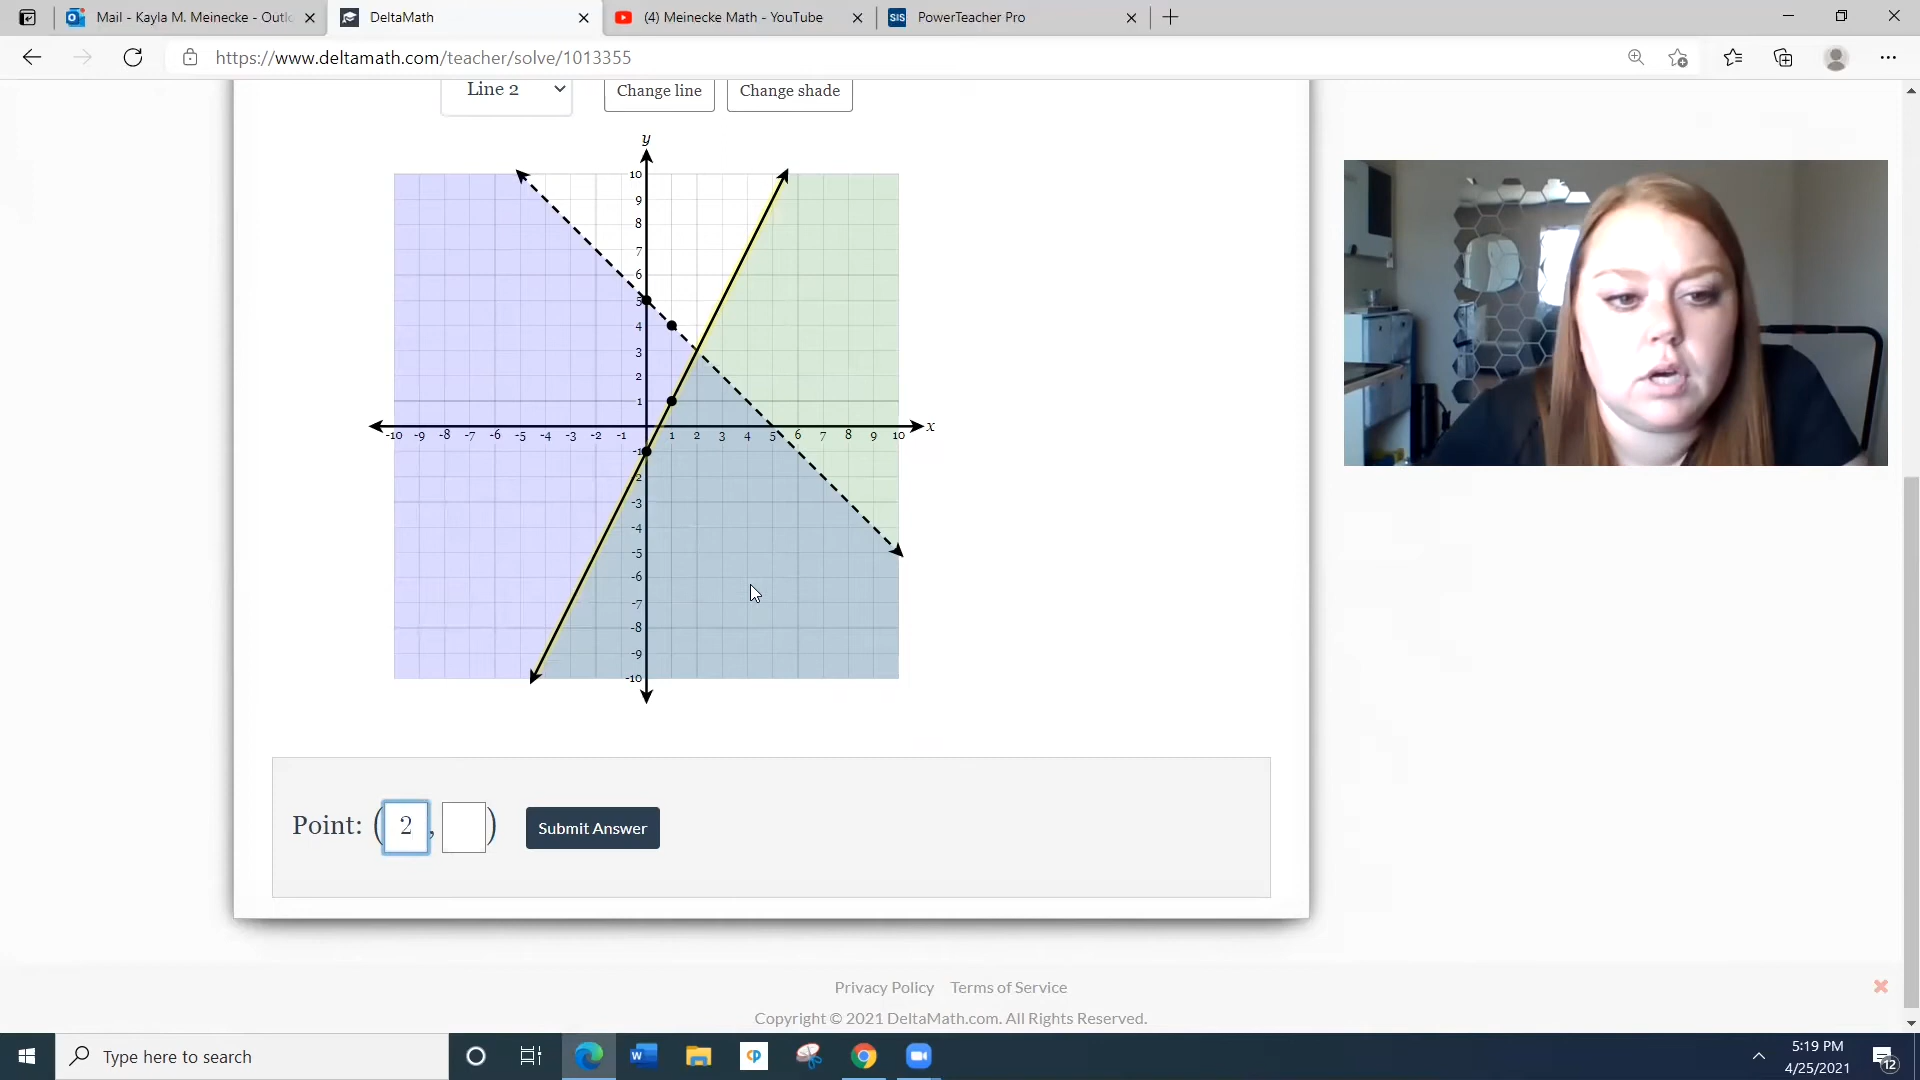 Mail - Kayla M. Meinecke - Outlo
DeltaMath
(4) Meinecke Math - YouTube
SIS
PowerTeacher Pro
https://www.deltamath.com/teacher/solve/1013355
Line 2
Change line
Change shade
y
10
9
8
7
6
5
4
3
2
1
-10 -9 -8 -7 -6 -5 -4 -3 -2 -1 1 2 3 4 5 6 7 8 9 10 x
-1
-2
-3
-4
-5
-6
-7
-8
-9
-10
Point: (2, )
Submit Answer
Privacy Policy Terms of Service
Copyright © 2021 DeltaMath.com. All Rights Reserved.
Type here to search
5:19 PM
4/25/2021
12